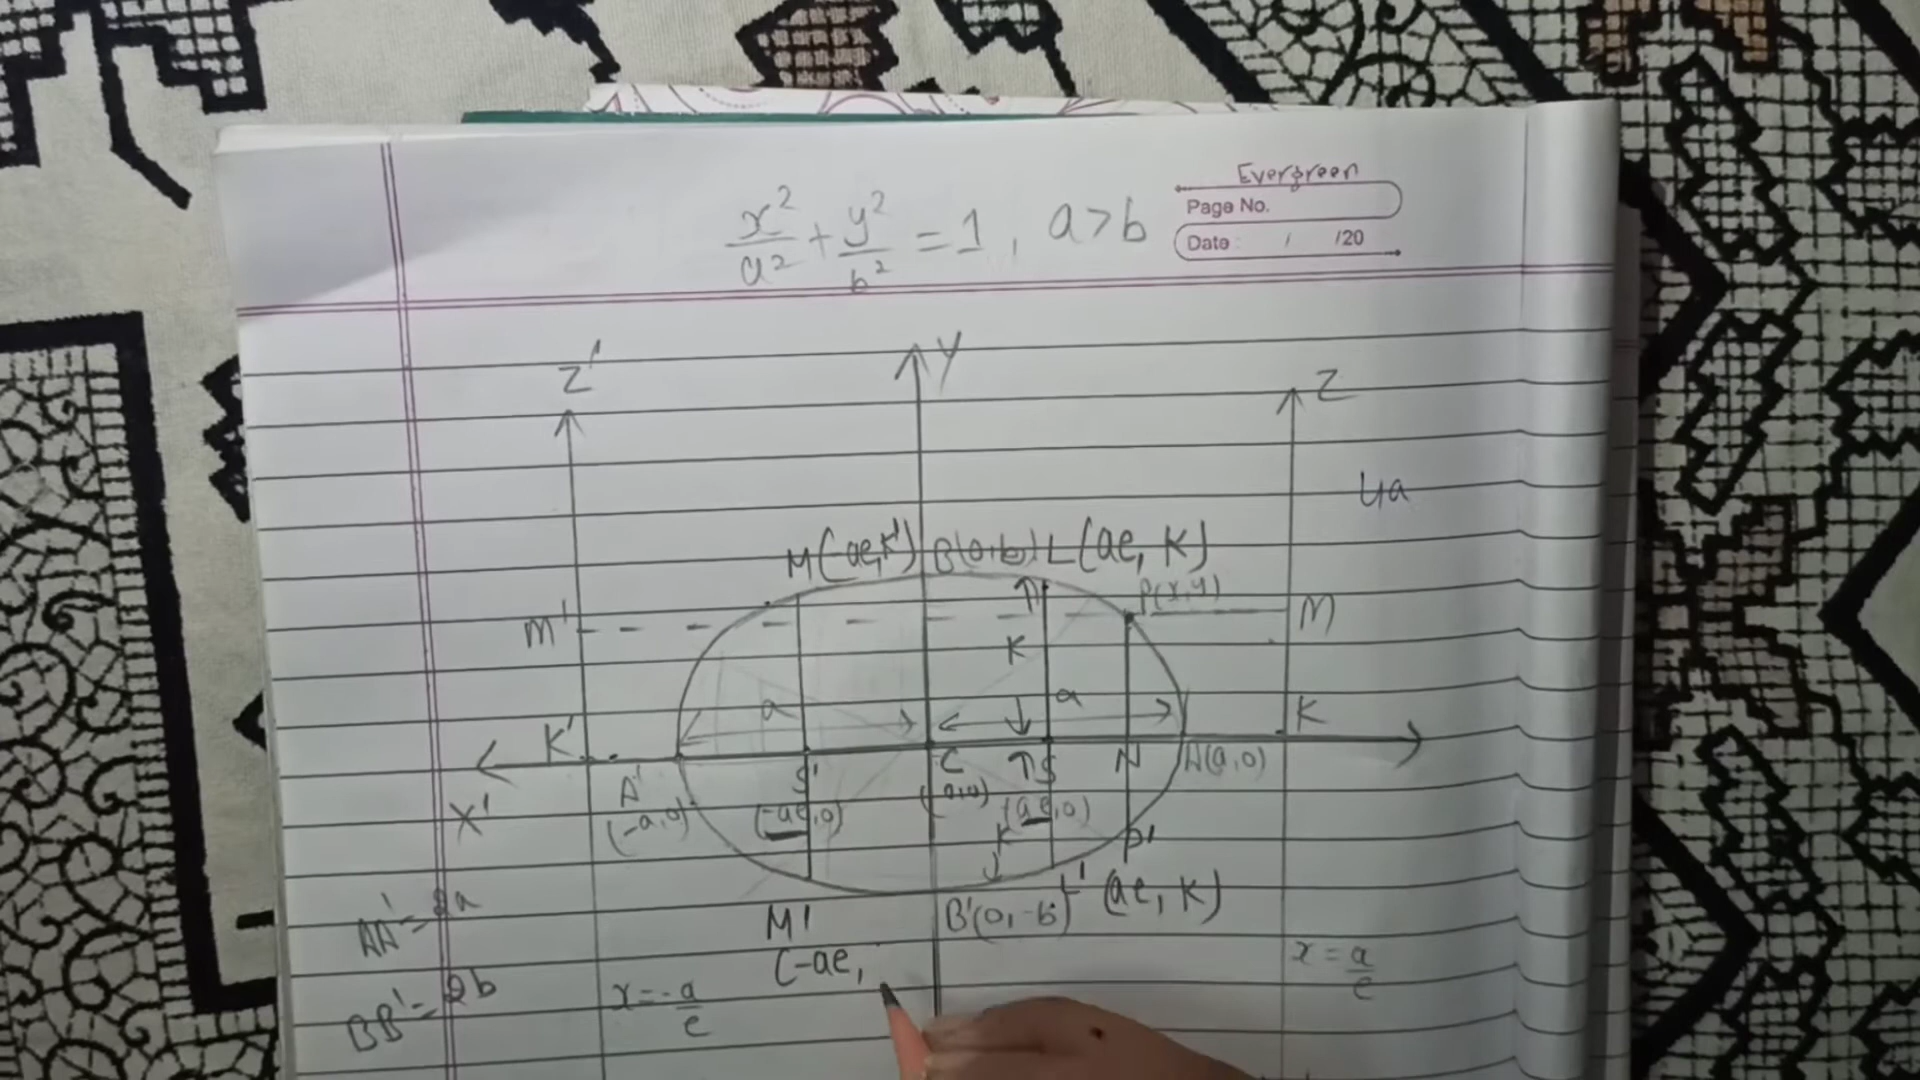 Evergreen
Page No.
Date : / /20
x²/a² + y²/b² = 1, a>b
Z' Y Z
4a
M(-ae,K') B(0,b) L(ae, K)
P(x,y)
M' M
K
a a
K' K
C S' ↑S N A(a,0)
A' (0,0)
(-a,0) (-ae,0) (ae,0)
X' K P'
AA'=2a
M' B'(0,-b) L'(ae, K)
(-ae,
BB'=2b
x=-a/e
x=a/e